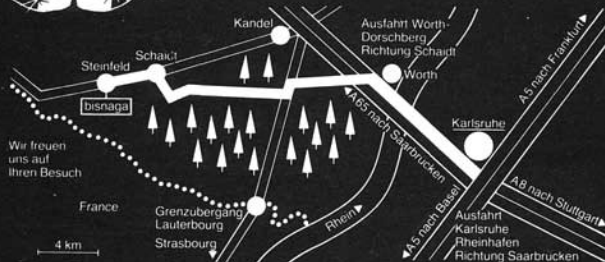 Kandel
Ausfahrt Wörth-
Dorschberg
Richtung Schaidt
Schaidt
Steinfeld
Wörth
bisnaga
A5 nach Frankfurt
A65 nach Saarbrücken
Karlsruhe
Wir freuen
uns auf
Ihren Besuch
France
Grenzübergang
Lauterbourg
Strasbourg
Rhein
A5 nach Basel
A8 nach Stuttgart
Ausfahrt
Karlsruhe
Rheinhafen
Richtung Saarbrücken
4 km